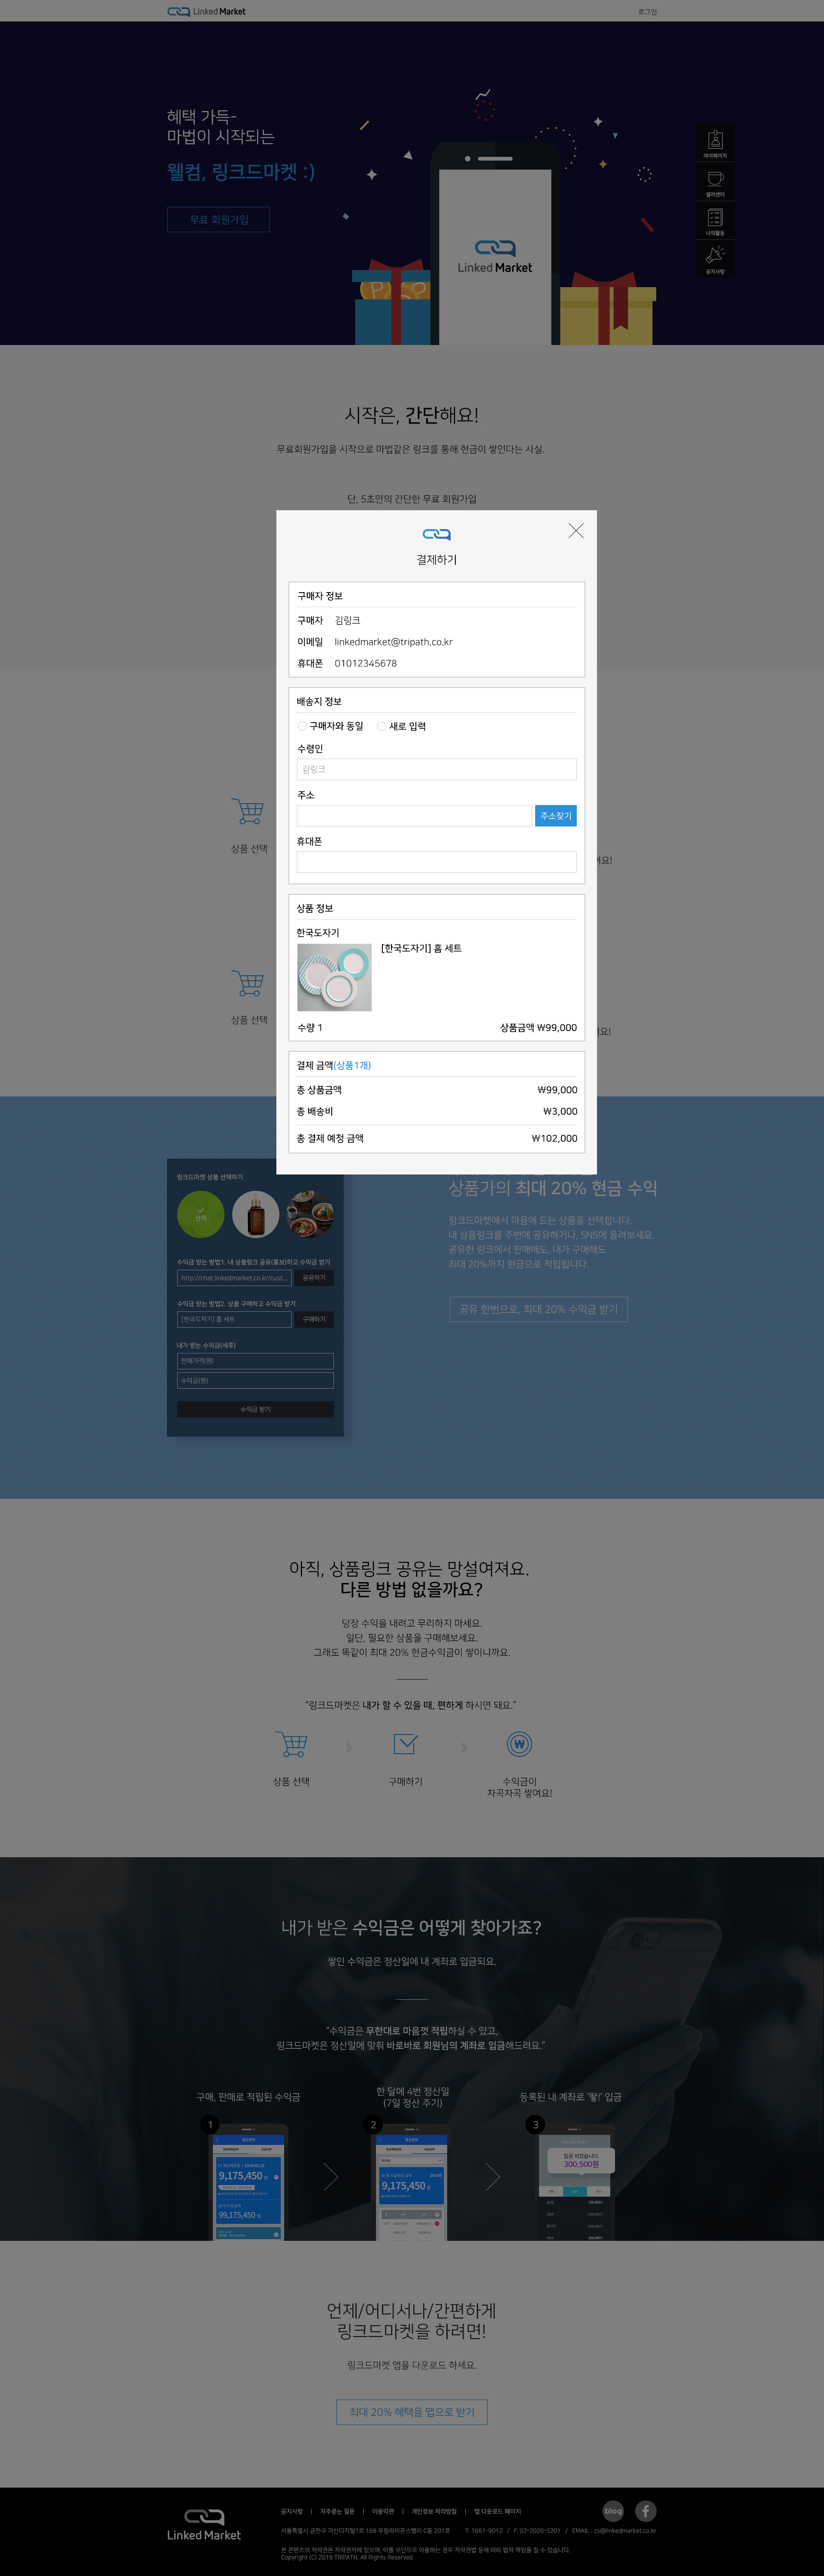 Linked Market
로그인
혜택 가득-
마법이 시작되는
웰컴, 링크드마켓 :)
무료 회원가입
마이페이지
셀러센터
나의활동
공지사항
Linked Market
시작은, 간단해요!
무료회원가입을 시작으로 마법같은 링크를 통해 현금이 쌓인다는 사실.
단, 5초만의 간단한 무료 회원가입
결제하기
구매자 정보
구매자 김링크
이메일 linkedmarket@tripath.co.kr
휴대폰 01012345678
배송지 정보
구매자와 동일 새로 입력
수령인
김링크
주소
주소찾기
휴대폰
상품 정보
한국도자기
[한국도자기] 홈 세트
수량 1 상품금액 ₩99,000
결제 금액(상품1개)
총 상품금액 ₩99,000
총 배송비 ₩3,000
총 결제 예정 금액 ₩102,000
상품 선택
여요!
상품 선택
여요!
링크드마켓 상품 선택하기
선택
수익금 받는 방법1. 내 상품링크 공유(홍보)하고 수익금 받기
http://chat.linkedmarket.co.kr/cust... 공유하기
수익금 받는 방법2. 상품 구매하고 수익금 받기
[한국도자기] 홈 세트 구매하기
내가 받는 수익금(세후)
판매가격(원)
수익금(원)
수익금 받기
상품가의 최대 20% 현금 수익
링크드마켓에서 마음에 드는 상품을 선택합니다.
내 상품링크를 주변에 공유하거나, SNS에 올려보세요.
공유한 링크에서 판매해도, 내가 구매해도
최대 20%까지 현금으로 적립됩니다.
공유 한번으로, 최대 20% 수익금 받기
아직, 상품링크 공유는 망설여져요.
다른 방법 없을까요?
당장 수익을 내려고 무리하지 마세요.
일단, 필요한 상품을 구매해보세요.
그래도 똑같이 최대 20% 현금수익금이 쌓이니까요.
“링크드마켓은 내가 할 수 있을 때, 편하게 하시면 돼요.”
상품 선택
구매하기
수익금이
차곡차곡 쌓여요!
내가 받은 수익금은 어떻게 찾아가죠?
쌓인 수익금은 정산일에 내 계좌로 입금되요.
“수익금은 무한대로 마음껏 적립하실 수 있고,
링크드마켓은 정산일에 맞춰 바로바로 회원님의 계좌로 입금해드려요.”
구매, 판매로 적립된 수익금
한 달에 4번 정산일
(7일 정산 주기)
등록된 내 계좌로 '뙇!' 입금
1
9,175,450 원
99,175,450 원
2
9,175,450 원
3
입금 되었습니다.
300,500원
언제/어디서나/간편하게
링크드마켓을 하려면!
링크드마켓 앱을 다운로드 하세요.
최대 20% 혜택을 앱으로 받기
Linked Market
공지사항 | 자주묻는 질문 | 이용약관 | 개인정보 처리방침 | 앱 다운로드 페이지
blog
f
서울특별시 금천구 가산디지털1로 168 우림라이온스밸리 C동 201호 T. 1661-9012 / F. 02-2026-3201 / EMAIL : cs@linkedmarket.co.kr
본 콘텐츠의 저작권은 저작권자에 있으며, 이를 무단으로 이용하는 경우 저작권법 등에 따라 법적 책임을 질 수 있습니다.
Copyright (C) 2019 TRIPATH. All Rights Reserved